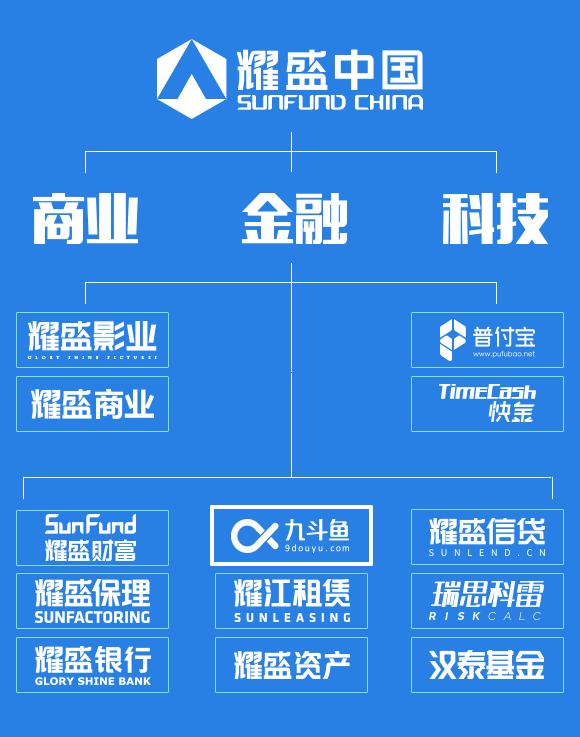 耀盛中国
SUNFUND CHINA
商业
金融
科技
耀盛影业
GLORY SHINE PICTURES
普付宝
www.pufubao.net
耀盛商业
TimeCash
快金
SunFund
耀盛财富
九斗鱼
9douyu.com
耀盛信贷
SUNLEND.CN
耀盛保理
SUNFACTORING
耀江租赁
SUNLEASING
瑞思科雷
RISKCALC
耀盛银行
GLORY SHINE BANK
耀盛资产
汉泰基金